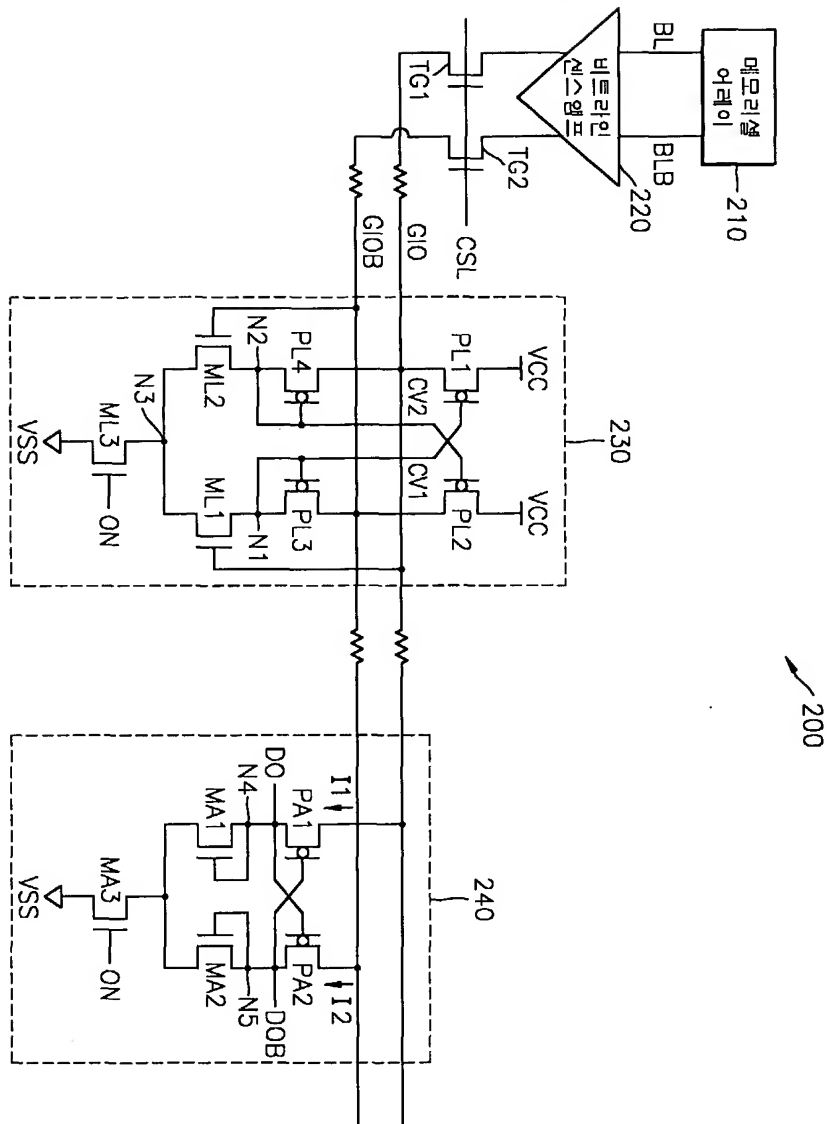 200
메모리셀
어레이
210
BL
BLB
비트라인
센스앰프
220
TG1
TG2
CSL
GIO
GIOB
230
VCC
VCC
PL1
PL2
CV2
CV1
PL4
PL3
N2
N1
ML2
ML1
N3
ML3
ON
VSS
240
I1
I2
PA1
PA2
DO
DOB
N4
N5
MA1
MA2
MA3
ON
VSS